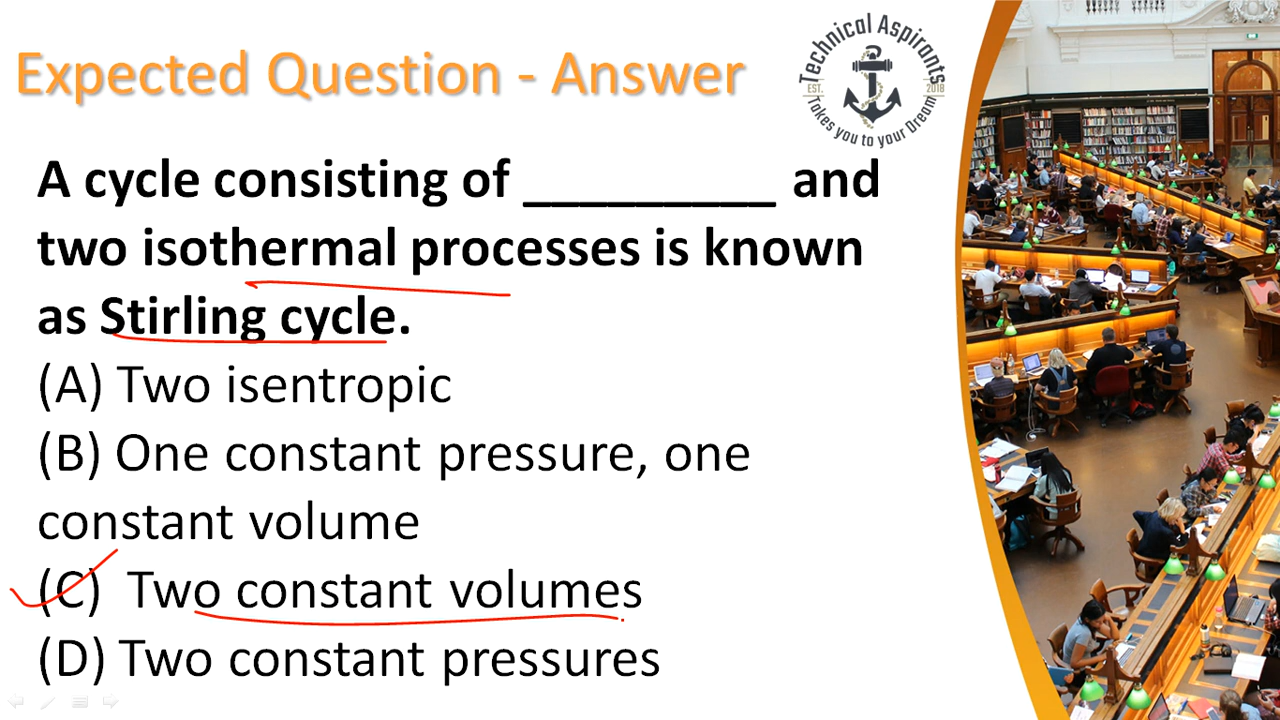 Expected Question - Answer
Technical Aspirants
EST. 2018
Takes you to your Dream
A cycle consisting of _________ and
two isothermal processes is known
as Stirling cycle.
(A) Two isentropic
(B) One constant pressure, one
constant volume
(C) Two constant volumes
(D) Two constant pressures